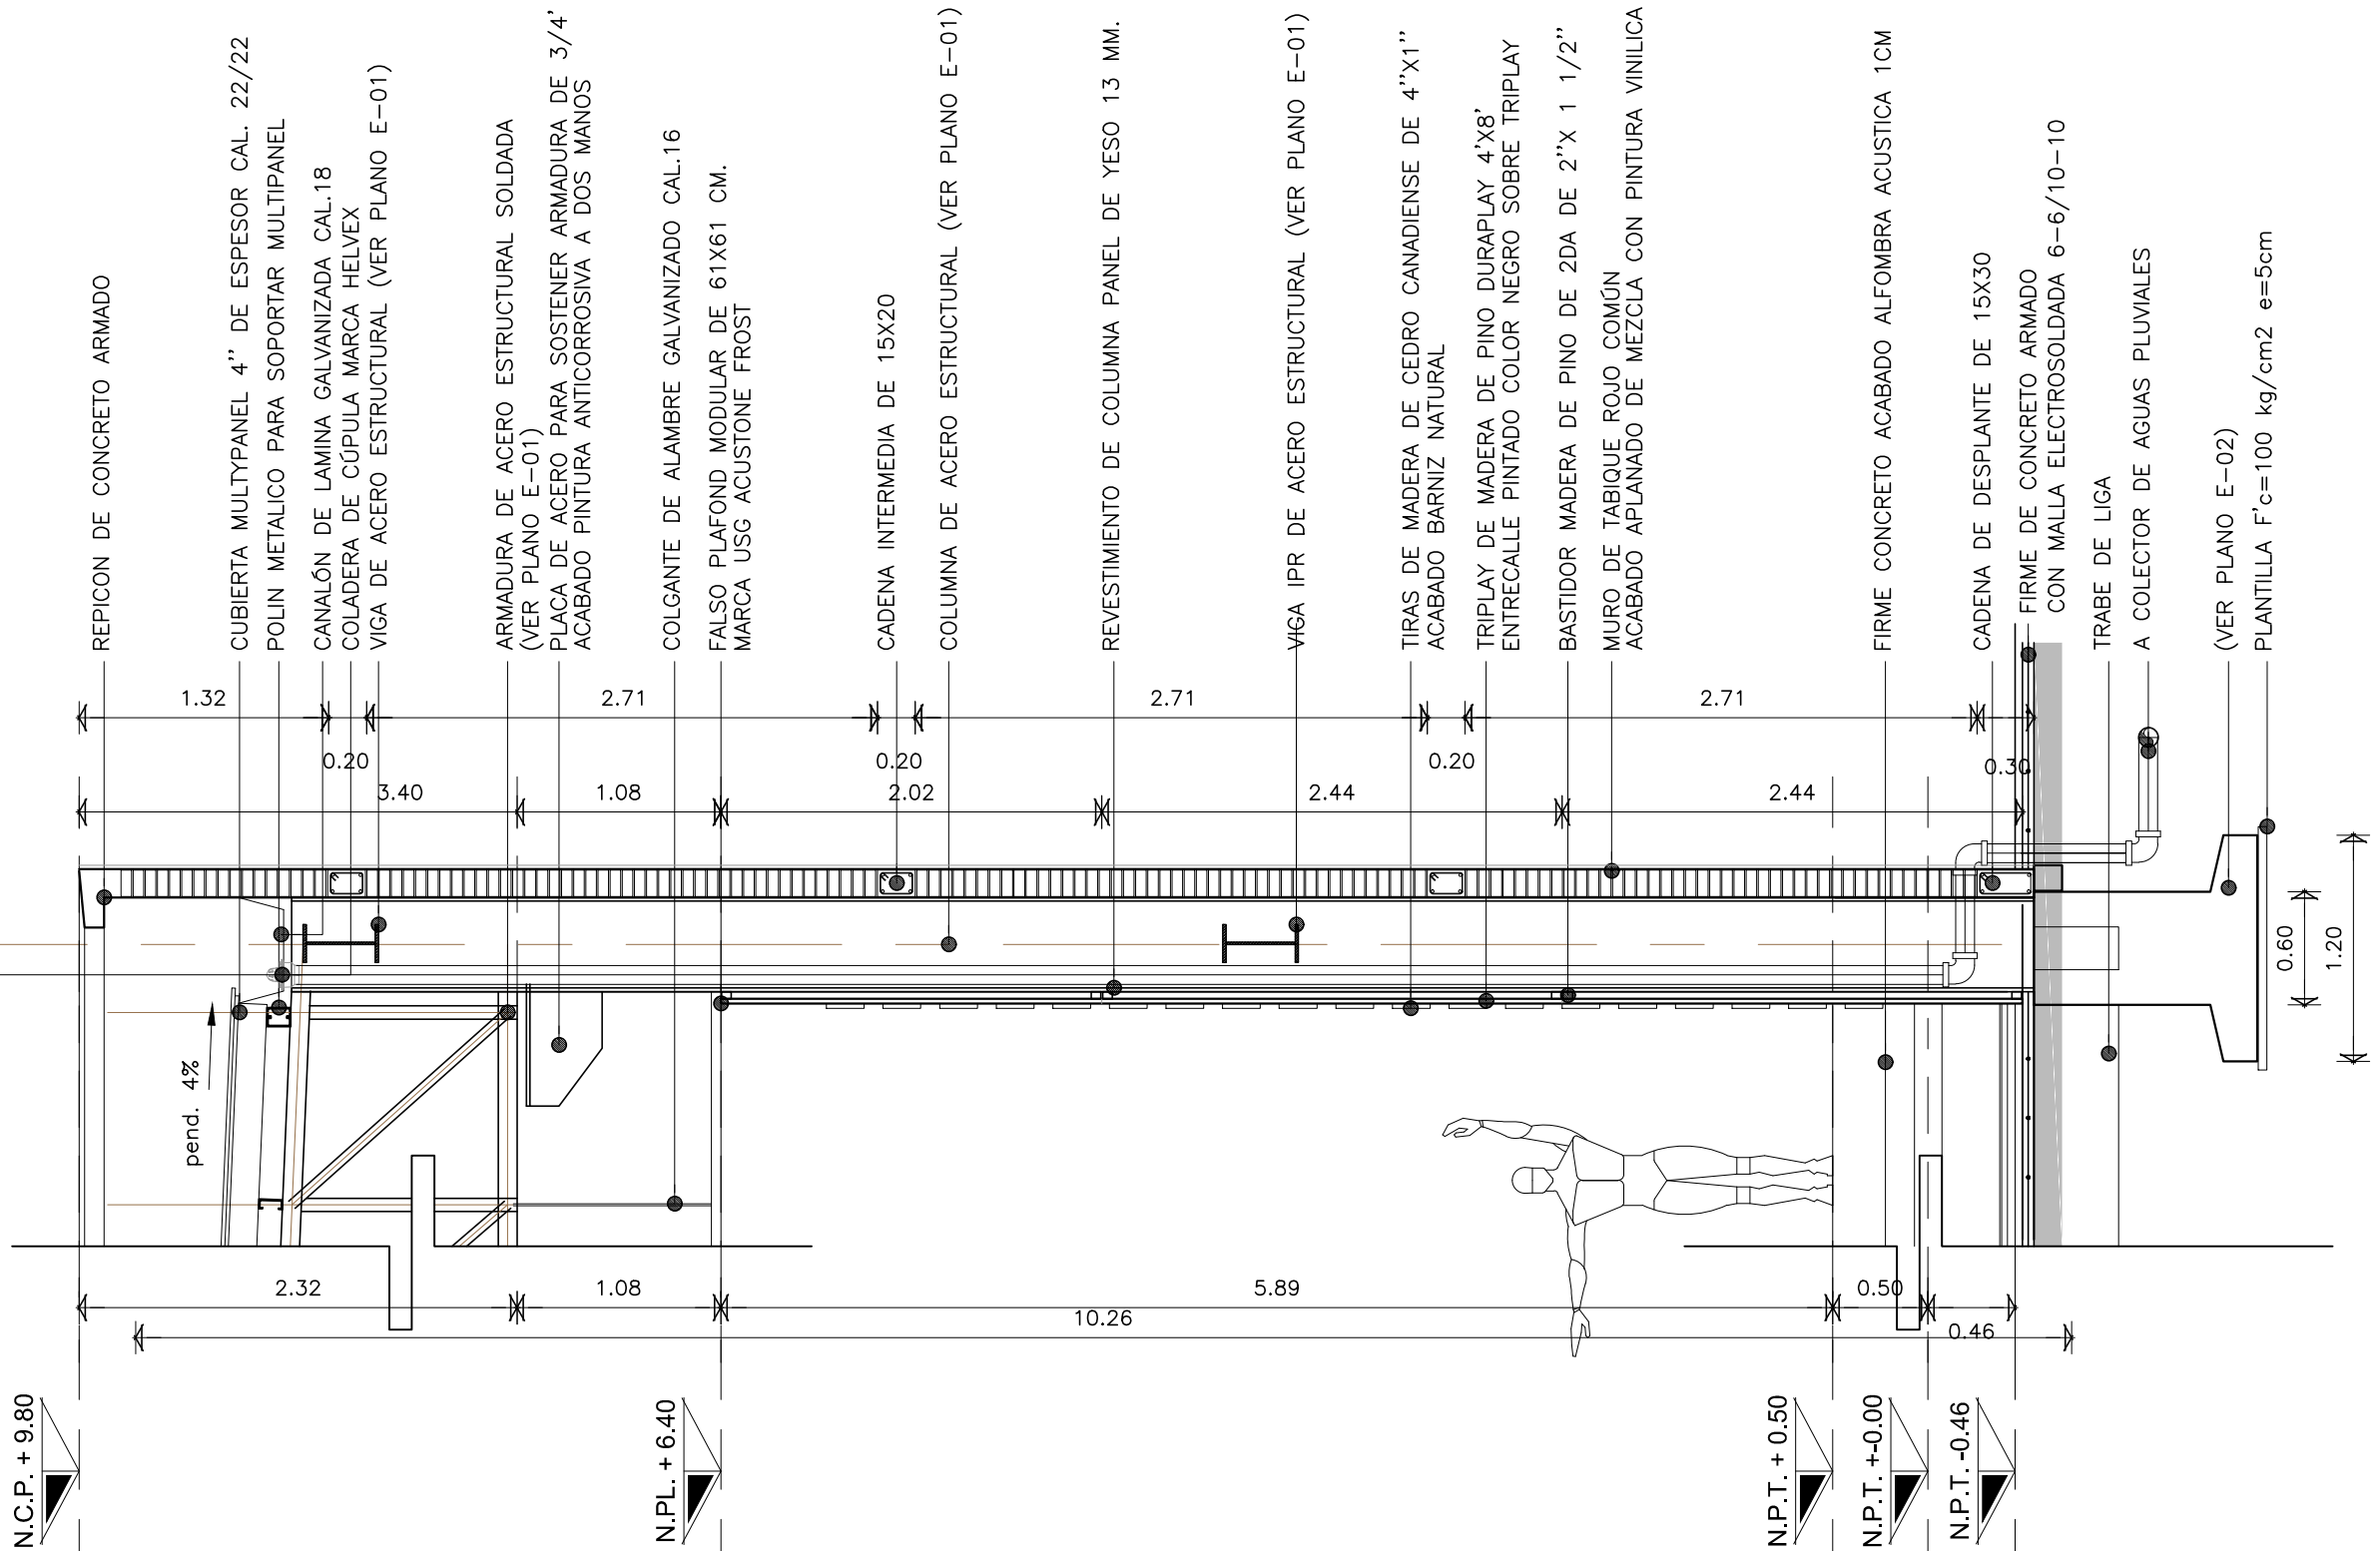 REPICON DE CONCRETO ARMADO
CUBIERTA MULTYPANEL 4" DE ESPESOR CAL. 22/22
POLIN METALICO PARA SOPORTAR MULTIPANEL
CANALÓN DE LAMINA GALVANIZADA CAL.18
COLADERA DE CÚPULA MARCA HELVEX
VIGA DE ACERO ESTRUCTURAL (VER PLANO E-01)
ARMADURA DE ACERO ESTRUCTURAL SOLDADA
(VER PLANO E-01)
PLACA DE ACERO PARA SOSTENER ARMADURA DE 3/4'
ACABADO PINTURA ANTICORROSIVA A DOS MANOS
COLGANTE DE ALAMBRE GALVANIZADO CAL.16
FALSO PLAFOND MODULAR DE 61X61 CM.
MARCA USG ACUSTONE FROST
CADENA INTERMEDIA DE 15X20
COLUMNA DE ACERO ESTRUCTURAL (VER PLANO E-01)
REVESTIMIENTO DE COLUMNA PANEL DE YESO 13 MM.
VIGA IPR DE ACERO ESTRUCTURAL (VER PLANO E-01)
TIRAS DE MADERA DE CEDRO CANADIENSE DE 4''X1''
ACABADO BARNIZ NATURAL
TRIPLAY DE MADERA DE PINO DURAPLAY 4'X8'
ENTRECALLE PINTADO COLOR NEGRO SOBRE TRIPLAY
BASTIDOR MADERA DE PINO DE 2DA DE 2''X 1 1/2''
MURO DE TABIQUE ROJO COMÚN
ACABADO APLANADO DE MEZCLA CON PINTURA VINILICA
FIRME CONCRETO ACABADO ALFOMBRA ACUSTICA 1CM
CADENA DE DESPLANTE DE 15X30
FIRME DE CONCRETO ARMADO
CON MALLA ELECTROSOLDADA 6-6/10-10
TRABE DE LIGA
A COLECTOR DE AGUAS PLUVIALES
(VER PLANO E-02)
PLANTILLA F'c=100 kg/cm2 e=5cm
1.32
2.71
2.71
2.71
0.20
0.20
0.20
0.30
3.40
1.08
2.02
2.44
2.44
0.60
1.20
pend. 4%
2.32
1.08
5.89
0.50
10.26
0.46
N.C.P. + 9.80
N.PL. + 6.40
N.P.T. + 0.50
N.P.T. +-0.00
N.P.T. -0.46